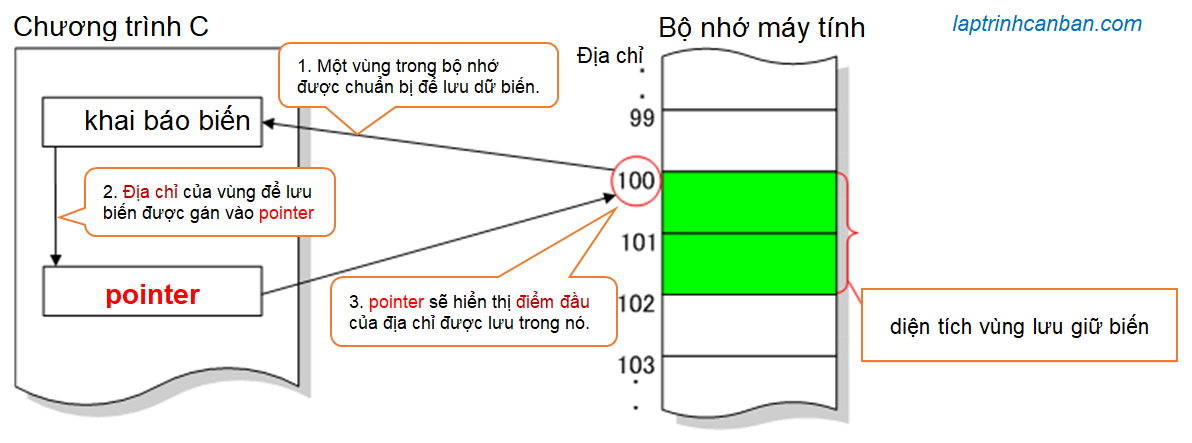 Chương trình C
Bộ nhớ máy tính
laptrinhcanban.com
Địa chỉ
1. Một vùng trong bộ nhớ
được chuẩn bị để lưu dữ biến.
khai báo biến
99
100
2. Địa chỉ của vùng để lưu
biến được gán vào pointer
101
pointer
3. pointer sẽ hiển thị điểm đầu
của địa chỉ được lưu trong nó.
102
diện tích vùng lưu giữ biến
103